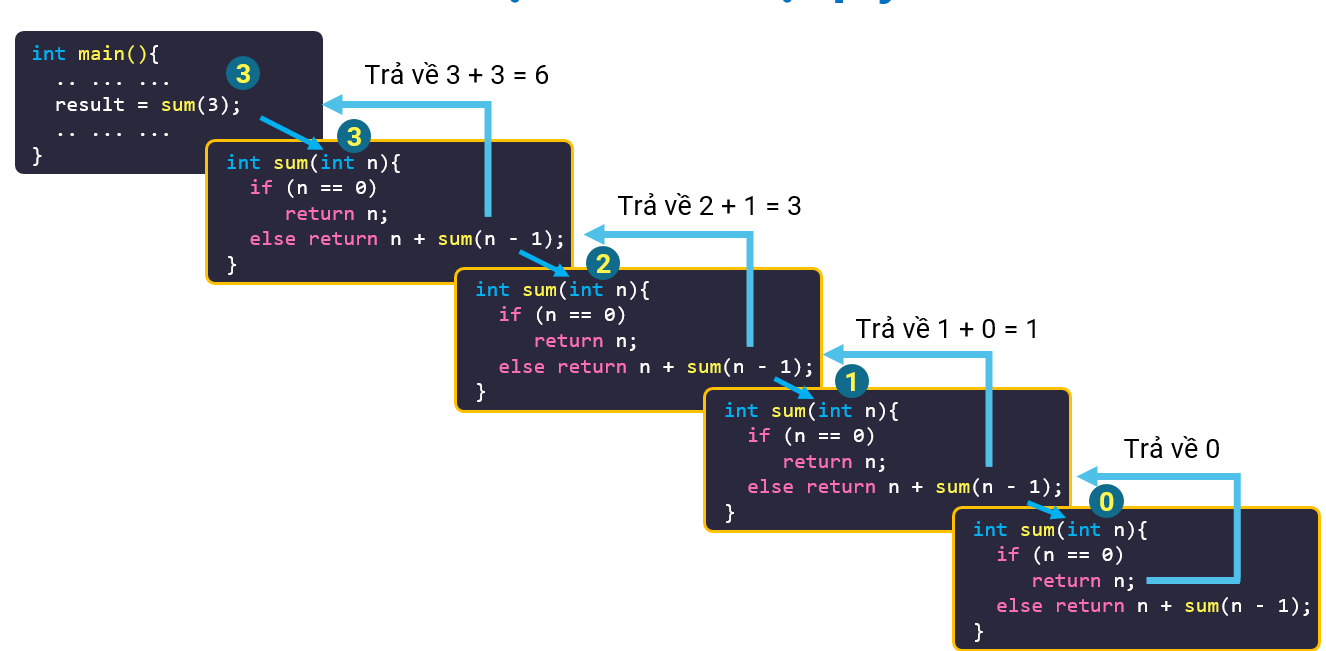 int main(){
.. ... ...
3
result = sum(3);
.. ... ...
}
Trả về 3 + 3 = 6
3
int sum(int n){
if (n == 0)
return n;
else return n + sum(n - 1);
}
Trả về 2 + 1 = 3
2
int sum(int n){
if (n == 0)
return n;
else return n + sum(n - 1);
}
Trả về 1 + 0 = 1
1
int sum(int n){
if (n == 0)
return n;
else return n + sum(n - 1);
}
Trả về 0
0
int sum(int n){
if (n == 0)
return n;
else return n + sum(n - 1);
}